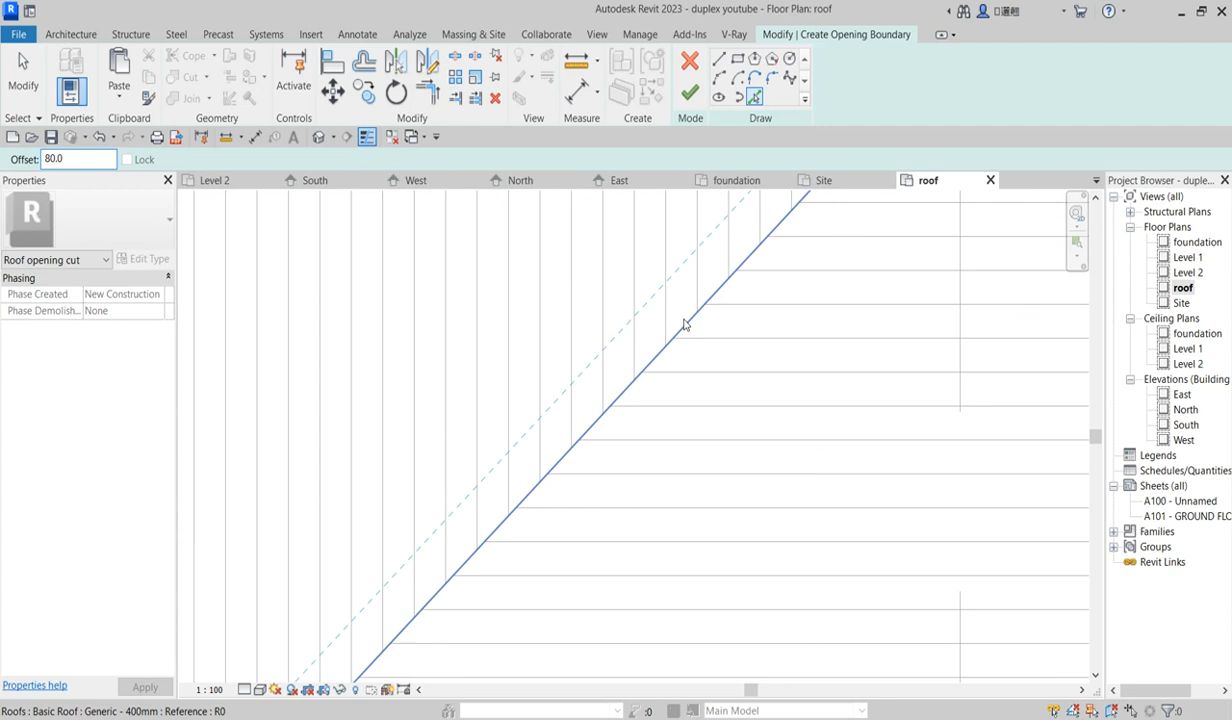 R
Autodesk Revit 2023 - duplex youtube - Floor Plan: roof
File Architecture Structure Steel Precast Systems Insert Annotate Analyze Massing & Site Collaborate View Manage Add-Ins V-Ray Modify | Create Opening Boundary
Cope
Cut
Join
Modify Properties Paste Activate
Select Properties Clipboard Geometry Controls Modify View Measure Create Mode Draw
Offset: 80.0 Lock
Properties
Level 2 South West North East foundation Site roof
Project Browser - duple...
R
Roof opening cut Edit Type
Phasing
Phase Created New Construction
Phase Demolish... None
Views (all)
Structural Plans
Floor Plans
foundation
Level 1
Level 2
roof
Site
Ceiling Plans
foundation
Level 1
Level 2
Elevations (Building
East
North
South
West
Legends
Schedules/Quantities
Sheets (all)
A100 - Unnamed
A101 - GROUND FLC
Families
Groups
Revit Links
Properties help Apply
1 : 100
Roofs : Basic Roof : Generic - 400mm : Reference : R0
:0 Main Model :0